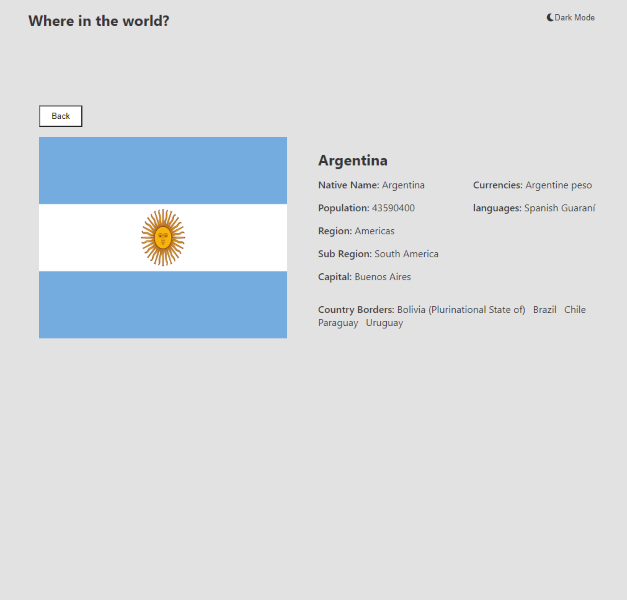 Where in the world?
Dark Mode
Back
Argentina
Native Name: Argentina
Population: 43590400
Region: Americas
Sub Region: South America
Capital: Buenos Aires
Currencies: Argentine peso
languages: Spanish Guaraní
Country Borders: Bolivia (Plurinational State of) Brazil Chile
Paraguay Uruguay